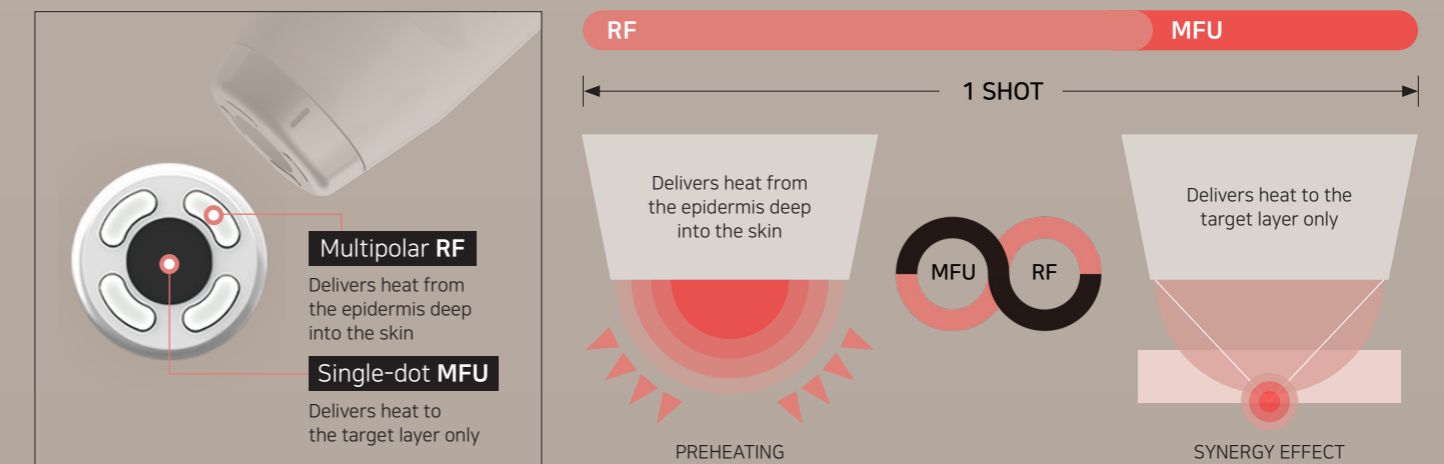 Multipolar RF
Delivers heat from
the epidermis deep
into the skin
Single-dot MFU
Delivers heat to
the target layer only
RF
MFU
1 SHOT
Delivers heat from
the epidermis deep
into the skin
PREHEATING
MFU
RF
Delivers heat to the
target layer only
SYNERGY EFFECT